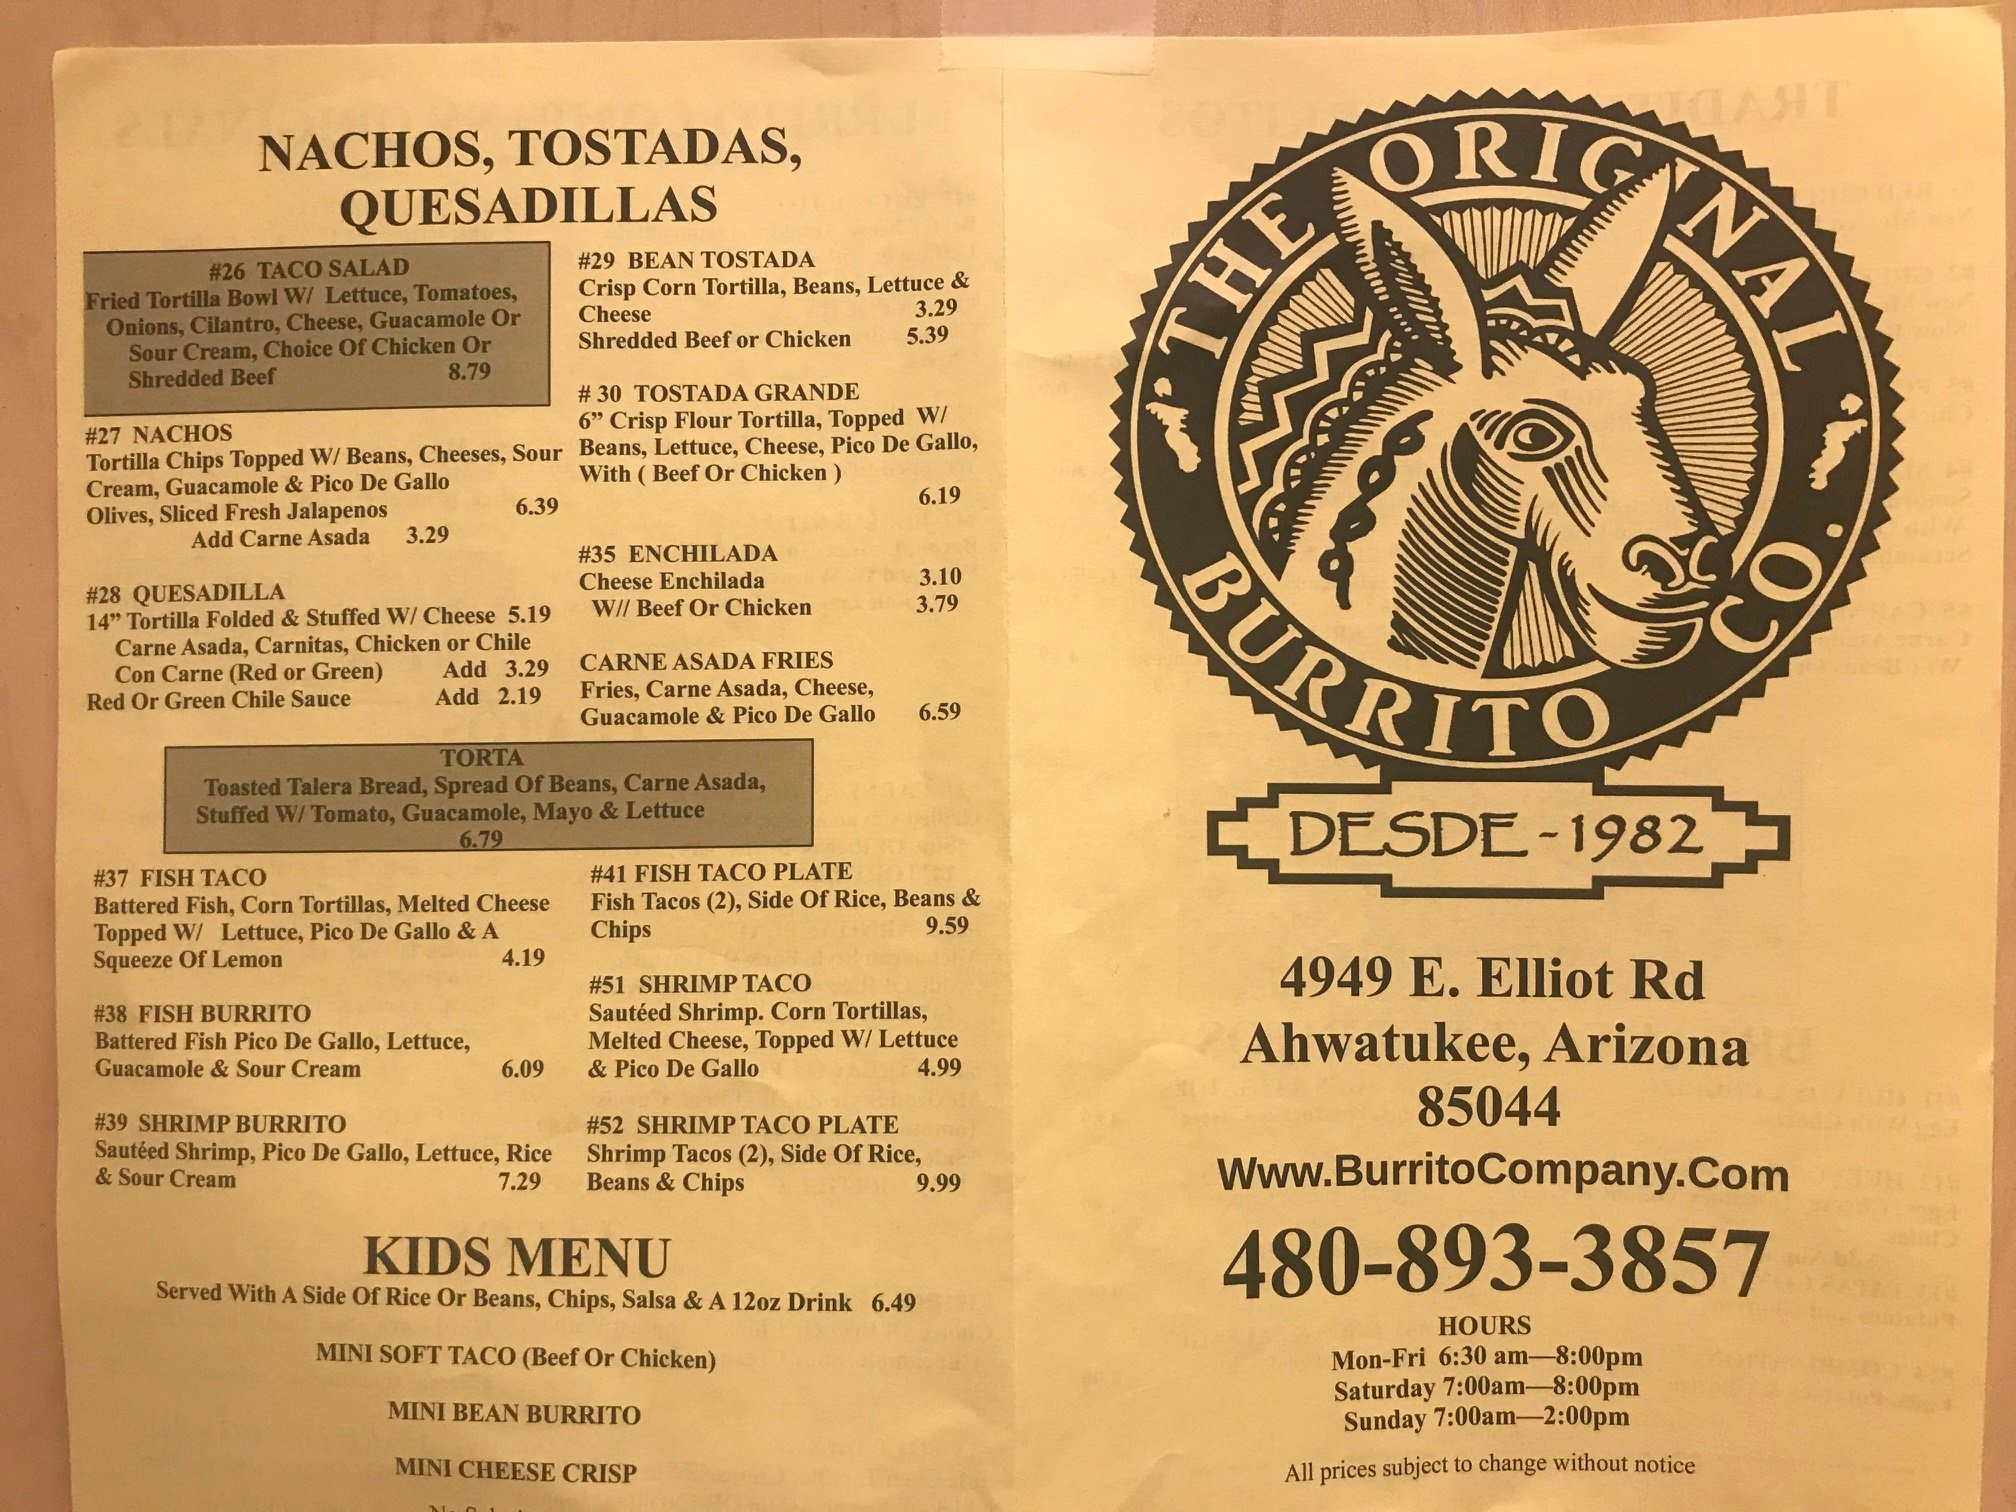 NACHOS, TOSTADAS,
QUESADILLAS
#26 TACO SALAD
Fried Tortilla Bowl W/ Lettuce, Tomatoes,
Onions, Cilantro, Cheese, Guacamole Or
Sour Cream, Choice Of Chicken Or
Shredded Beef 8.79
#27 NACHOS
Tortilla Chips Topped W/ Beans, Cheeses, Sour
Cream, Guacamole & Pico De Gallo
Olives, Sliced Fresh Jalapenos 6.39
Add Carne Asada 3.29
#28 QUESADILLA
14” Tortilla Folded & Stuffed W/ Cheese 5.19
Carne Asada, Carnitas, Chicken or Chile
Con Carne (Red or Green) Add 3.29
Red Or Green Chile Sauce Add 2.19
#29 BEAN TOSTADA
Crisp Corn Tortilla, Beans, Lettuce &
Cheese 3.29
Shredded Beef or Chicken 5.39
# 30 TOSTADA GRANDE
6” Crisp Flour Tortilla, Topped W/
Beans, Lettuce, Cheese, Pico De Gallo,
With ( Beef Or Chicken )
6.19
#35 ENCHILADA
Cheese Enchilada 3.10
W// Beef Or Chicken 3.79
CARNE ASADA FRIES
Fries, Carne Asada, Cheese,
Guacamole & Pico De Gallo 6.59
TORTA
Toasted Talera Bread, Spread Of Beans, Carne Asada,
Stuffed W/ Tomato, Guacamole, Mayo & Lettuce
6.79
#37 FISH TACO
Battered Fish, Corn Tortillas, Melted Cheese
Topped W/ Lettuce, Pico De Gallo & A
Squeeze Of Lemon 4.19
#38 FISH BURRITO
Battered Fish Pico De Gallo, Lettuce,
Guacamole & Sour Cream 6.09
#39 SHRIMP BURRITO
Sautéed Shrimp, Pico De Gallo, Lettuce, Rice
& Sour Cream 7.29
#41 FISH TACO PLATE
Fish Tacos (2), Side Of Rice, Beans &
Chips 9.59
#51 SHRIMP TACO
Sautéed Shrimp. Corn Tortillas,
Melted Cheese, Topped W/ Lettuce
& Pico De Gallo 4.99
#52 SHRIMP TACO PLATE
Shrimp Tacos (2), Side Of Rice,
Beans & Chips 9.99
KIDS MENU
Served With A Side Of Rice Or Beans, Chips, Salsa & A 12oz Drink 6.49
MINI SOFT TACO (Beef Or Chicken)
MINI BEAN BURRITO
MINI CHEESE CRISP
THE ORIGINAL
BURRITO CO.
DESDE - 1982
4949 E. Elliot Rd
Ahwatukee, Arizona
85044
Www.BurritoCompany.Com
480-893-3857
HOURS
Mon-Fri 6:30 am—8:00pm
Saturday 7:00am—8:00pm
Sunday 7:00am—2:00pm
All prices subject to change without notice